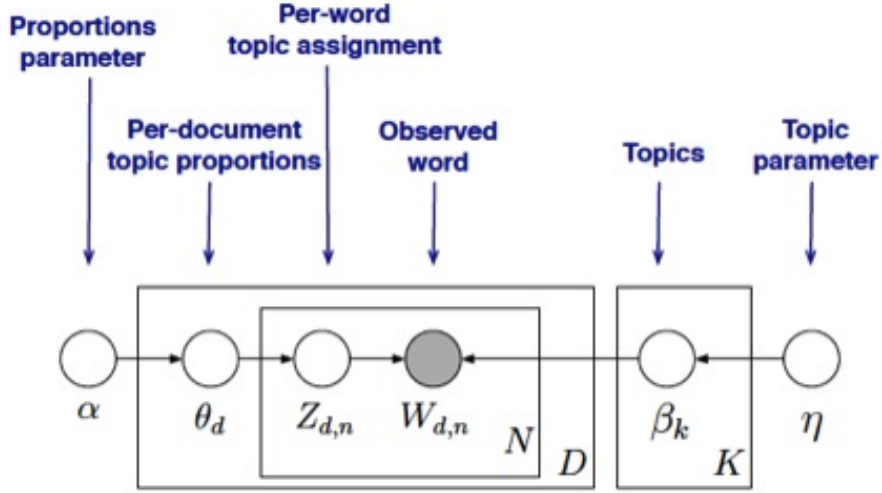 Proportions
parameter
Per-word
topic assignment
Per-document
topic proportions
Observed
word
Topics
Topic
parameter
α
θd
Zd,n
Wd,n
N
D
βk
K
η